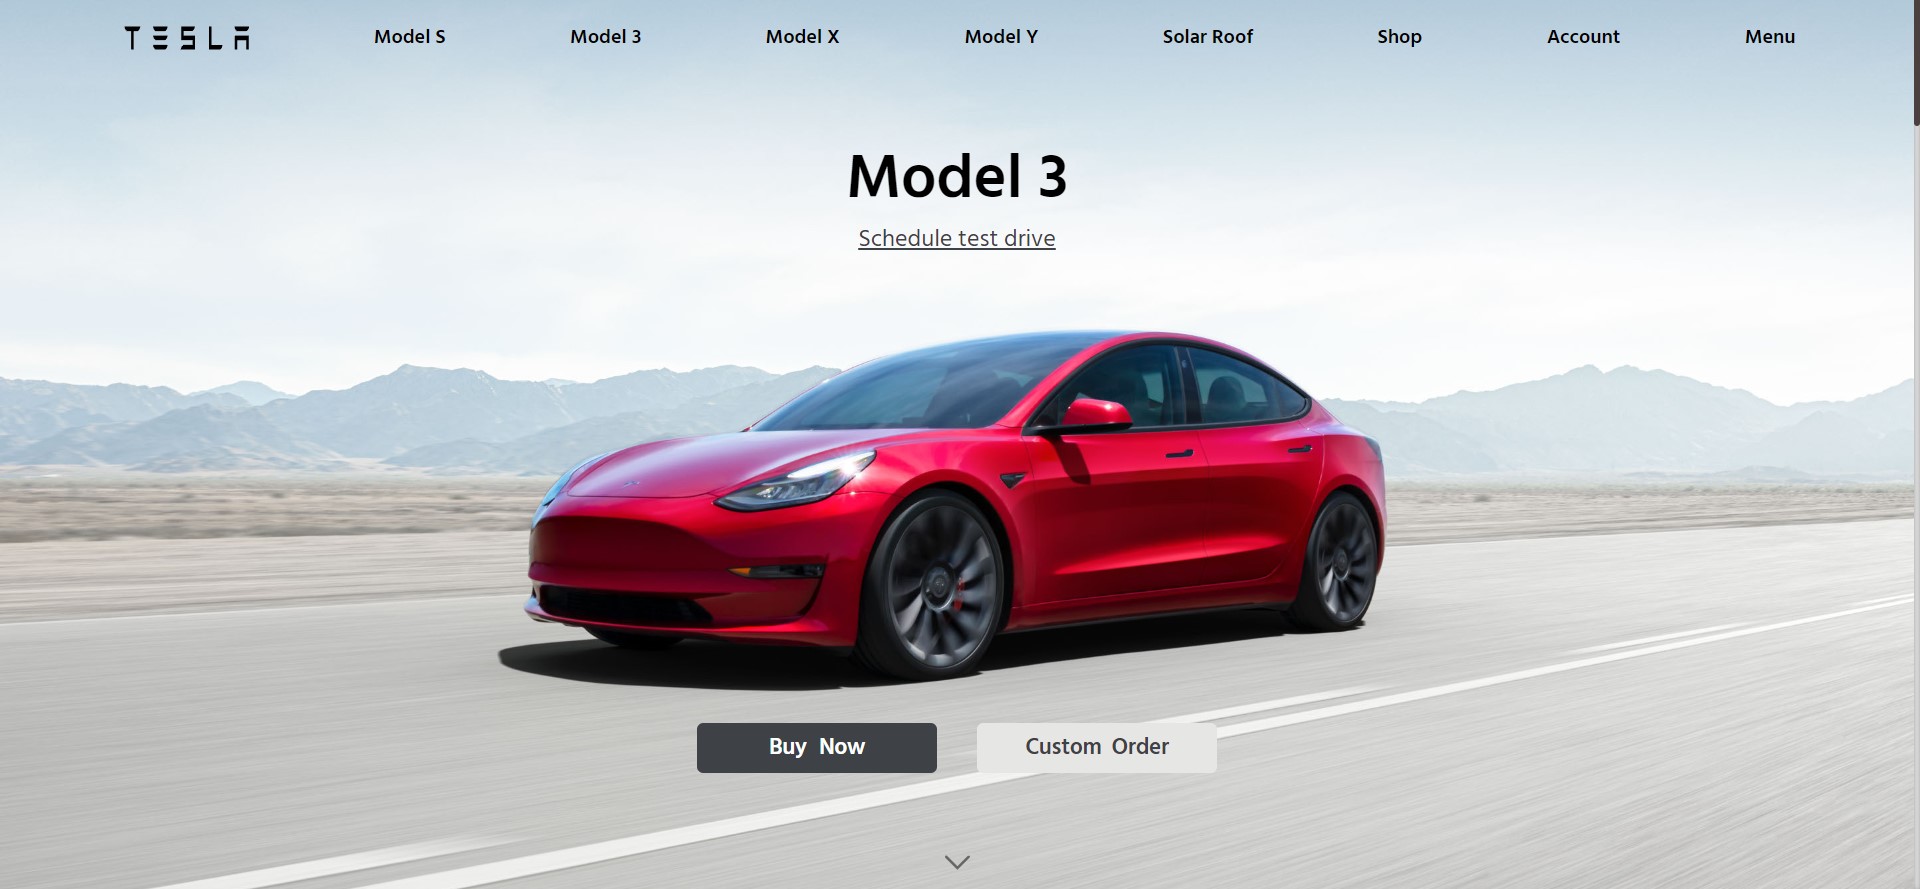 TESLA Model S Model 3 Model X Model Y Solar Roof Shop Account Menu
Model 3
Schedule test drive
Buy Now Custom Order